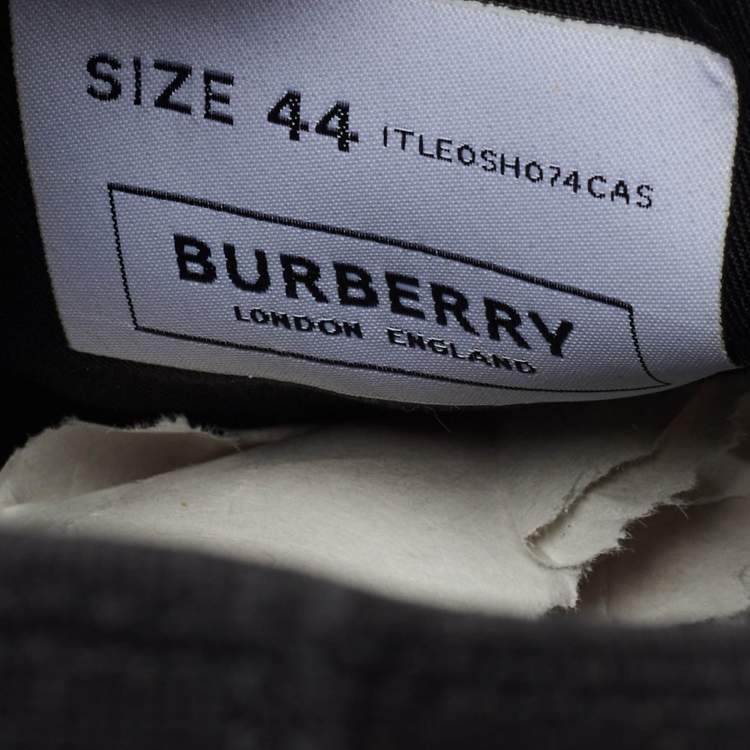 SIZE 44 ITLEOSHO74CAS
BURBERRY
LONDON ENGLAND